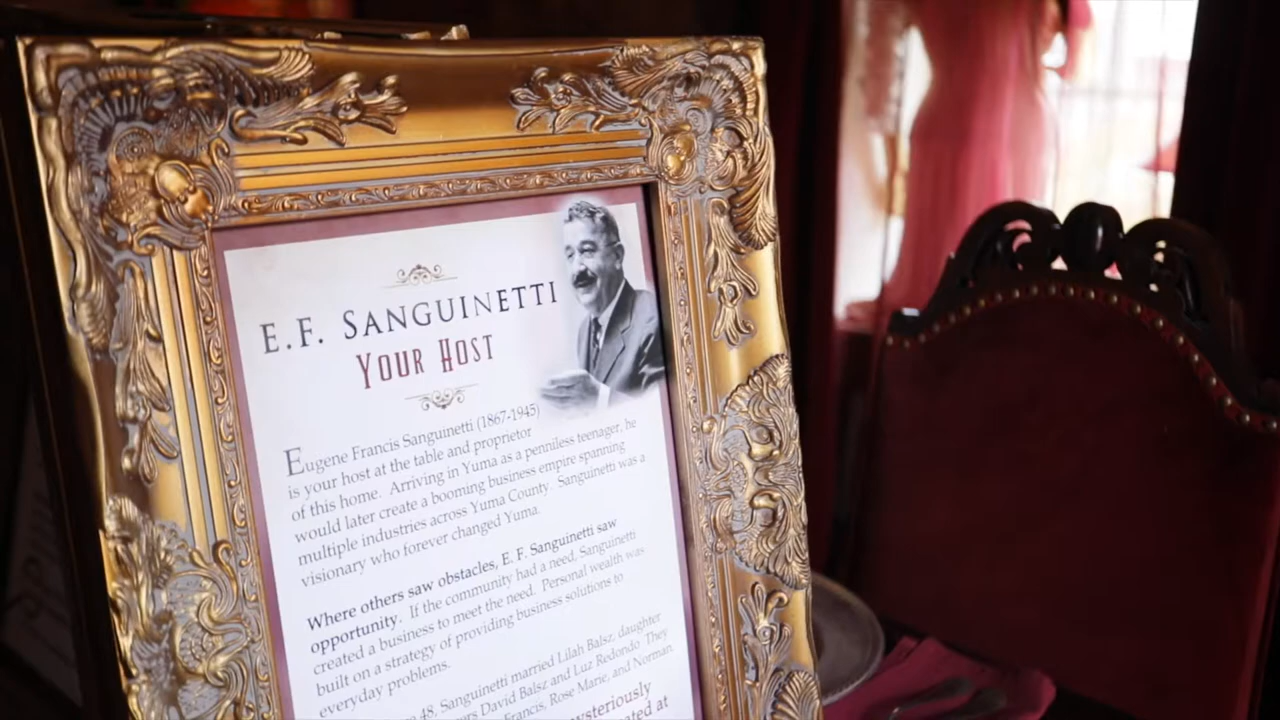 E.F. SANGUINETTI
YOUR HOST
Eugene Francis Sanguinetti (1867-1945)
is your host at the table and proprietor
of this home. Arriving in Yuma as a penniless teenager, he
would later create a booming business empire spanning
multiple industries across Yuma County. Sanguinetti was a
visionary who forever changed Yuma.
Where others saw obstacles, E. F. Sanguinetti saw
opportunity. If the community had a need, Sanguinetti
created a business to meet the need. Personal wealth was
built on a strategy of providing business solutions to
everyday problems.
48, Sanguinetti married Lilah Balsz, daughter
David Balsz and Luz Redondo. They
Francis, Rose Marie, and Norman,